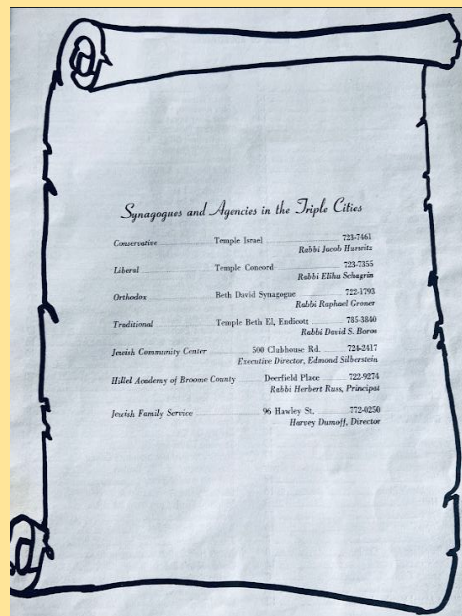 Synagogues and Agencies in the Triple Cities
Conservative Temple Israel 723-7461
Rabbi Jacob Hurwitz
Liberal Temple Concord 723-7355
Rabbi Elihu Schagrin
Orthodox Beth David Synagogue 722-1793
Rabbi Raphael Groner
Traditional Temple Beth El, Endicott 785-3840
Rabbi David S. Boros
Jewish Community Center 500 Clubhouse Rd. 724-2417
Executive Director, Edmond Silberstein
Hillel Academy of Broome County Deerfield Place 722-9274
Rabbi Herbert Russ, Principal
Jewish Family Service 96 Hawley St. 772-0250
Harvey Dumoff, Director